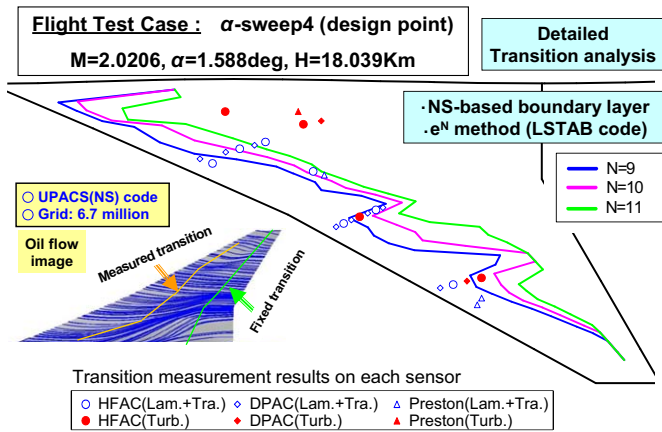 Flight Test Case : α-sweep4 (design point)
M=2.0206, α=1.588deg, H=18.039Km
Detailed
Transition analysis
·NS-based boundary layer
·eᴺ method (LSTAB code)
N=9
N=10
N=11
UPACS(NS) code
Grid: 6.7 million
Oil flow
image
Measured transition
Fixed transition
Transition measurement results on each sensor
HFAC(Lam.+Tra.) DPAC(Lam.+Tra.) Preston(Lam.+Tra.)
HFAC(Turb.) DPAC(Turb.) Preston(Turb.)